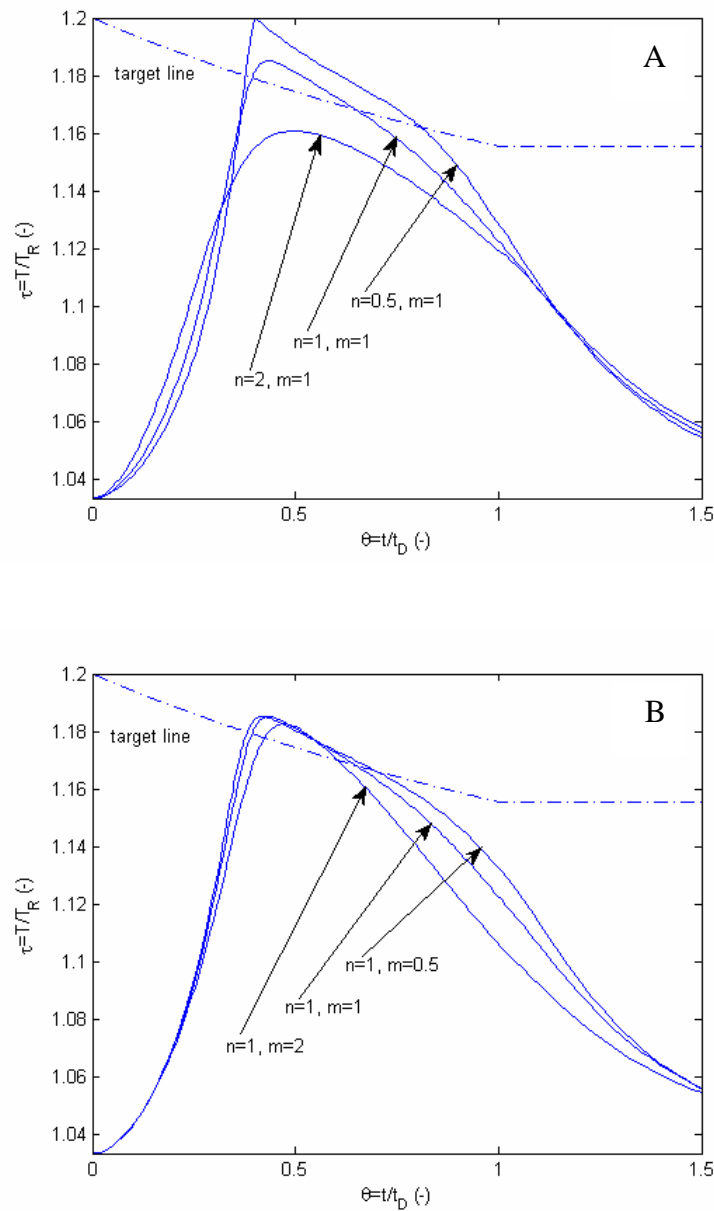 A
1.2
1.18
1.16
1.14
1.12
1.1
1.08
1.06
1.04
τ=T/T_R (-)
target line
n=0.5, m=1
n=1, m=1
n=2, m=1
0
0.5
1
1.5
θ=t/t_D (-)
B
1.2
1.18
1.16
1.14
1.12
1.1
1.08
1.06
1.04
τ=T/T_R (-)
target line
n=1, m=0.5
n=1, m=1
n=1, m=2
0
0.5
1
1.5
θ=t/t_D (-)